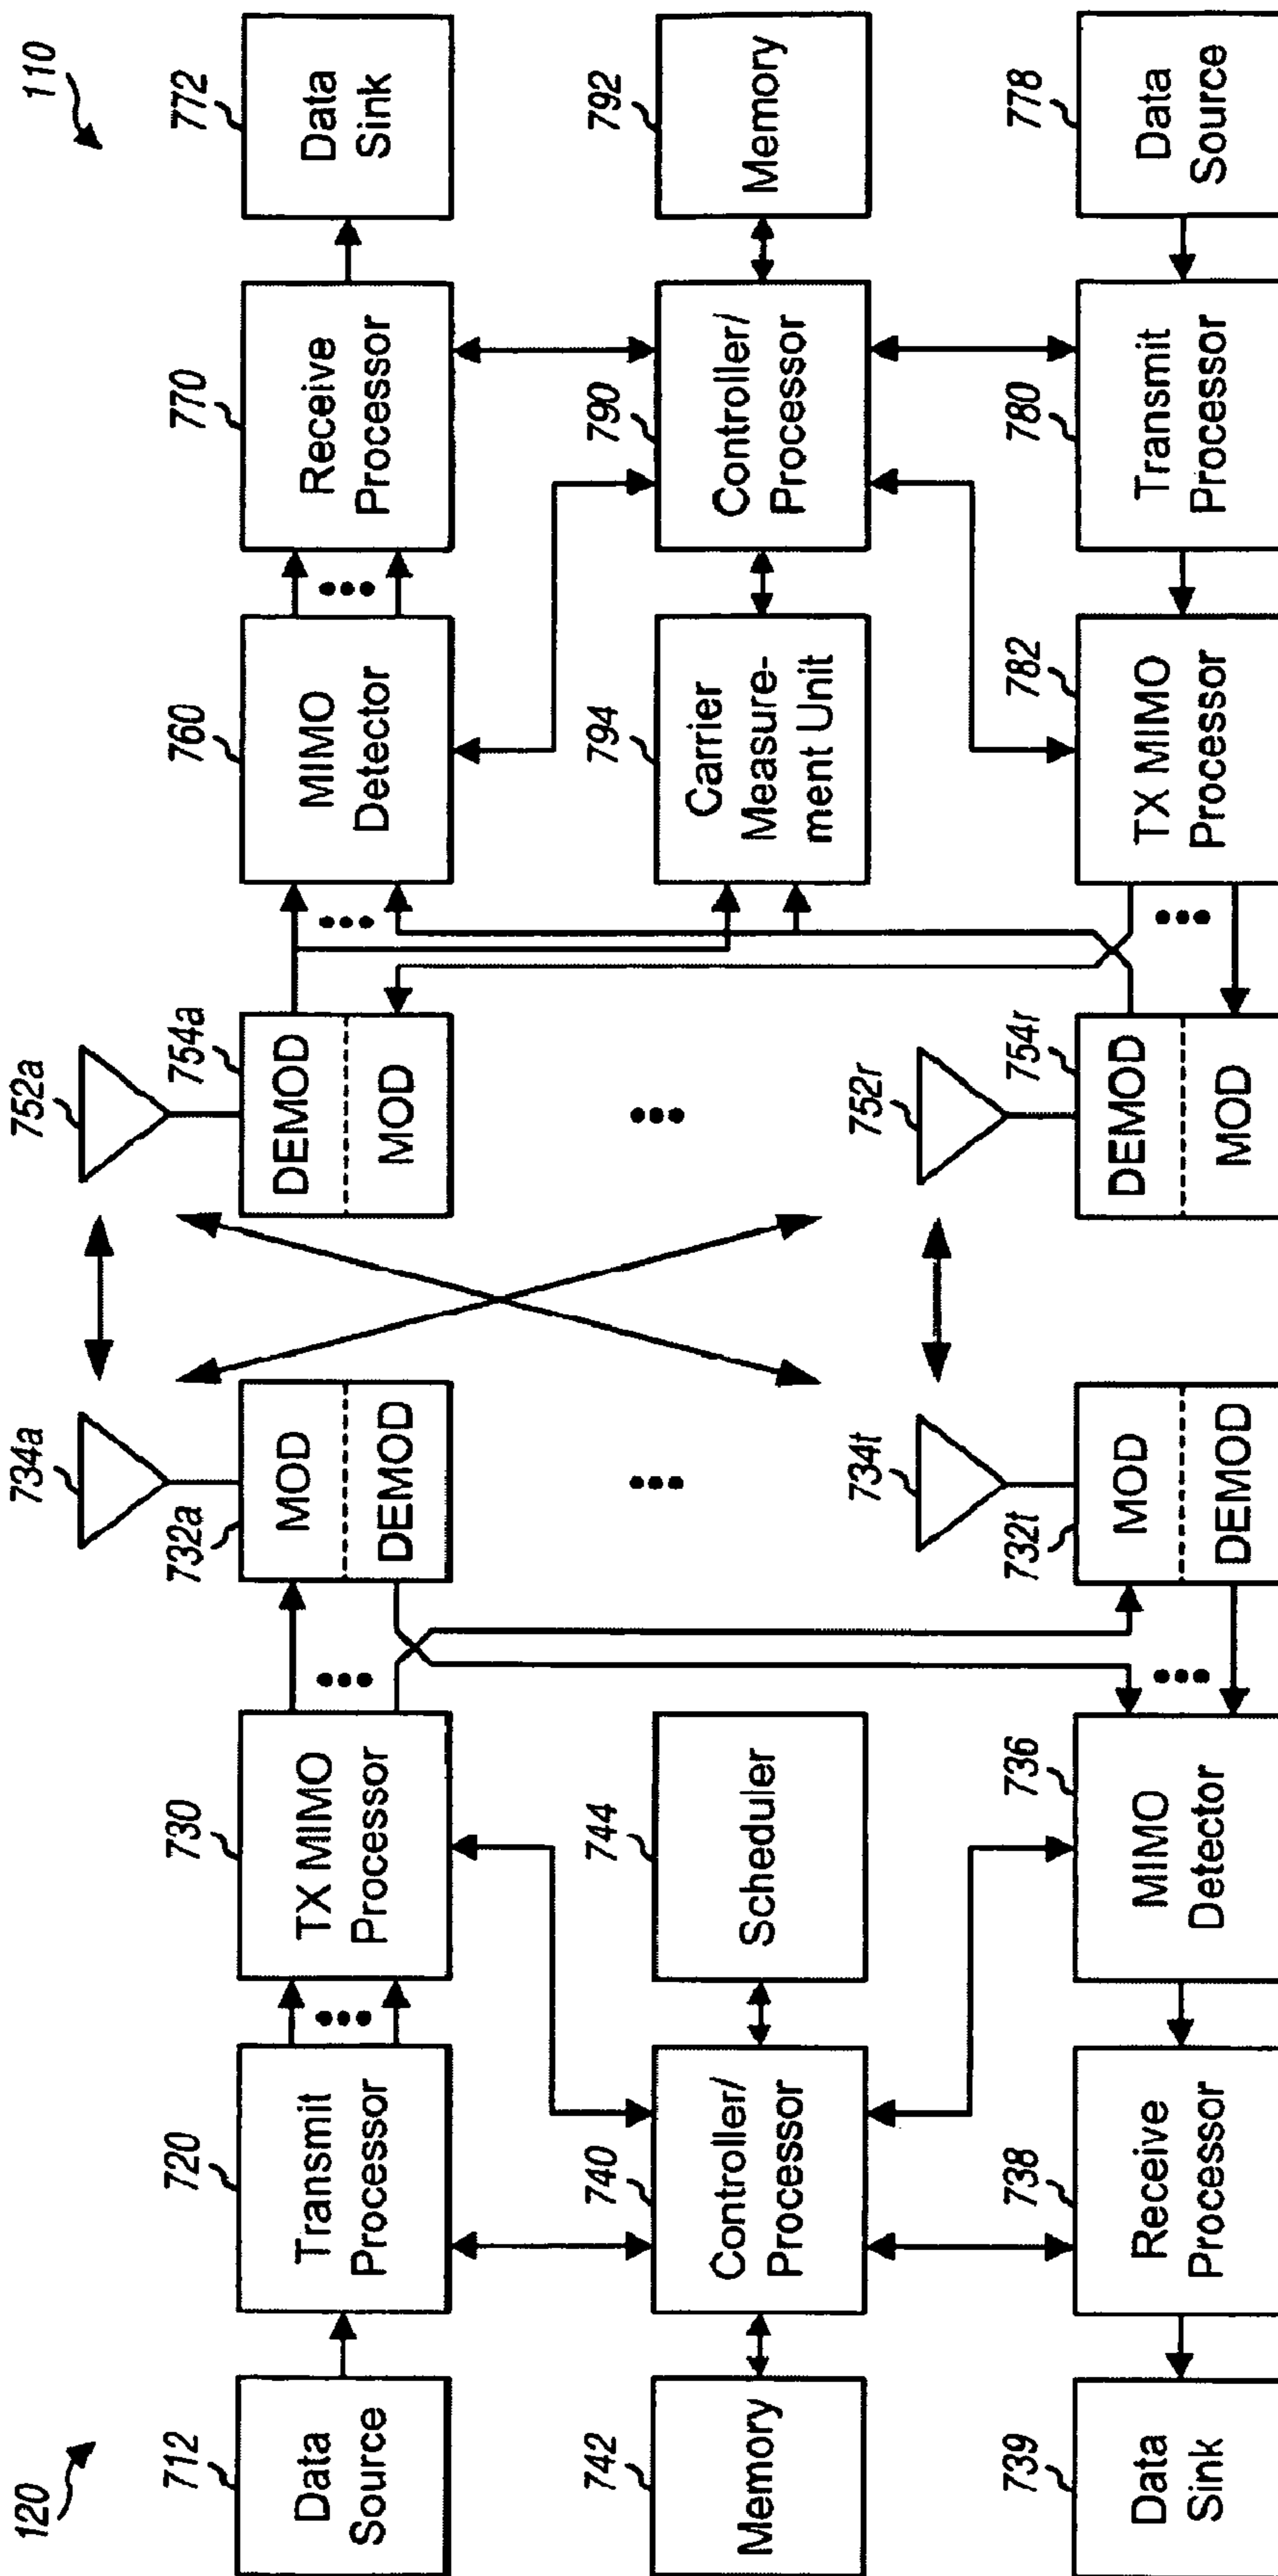 120
110
712
Data
Source
720
Transmit
Processor
730
TX MIMO
Processor
732a
MOD
DEMOD
734a
752a
754a
DEMOD
MOD
760
MIMO
Detector
770
Receive
Processor
772
Data
Sink
742
Memory
740
Controller/
Processor
744
Scheduler
794
Carrier
Measure-
ment Unit
790
Controller/
Processor
792
Memory
739
Data
Sink
738
Receive
Processor
736
MIMO
Detector
732t
MOD
DEMOD
734t
752r
754r
DEMOD
MOD
782
TX MIMO
Processor
780
Transmit
Processor
778
Data
Source